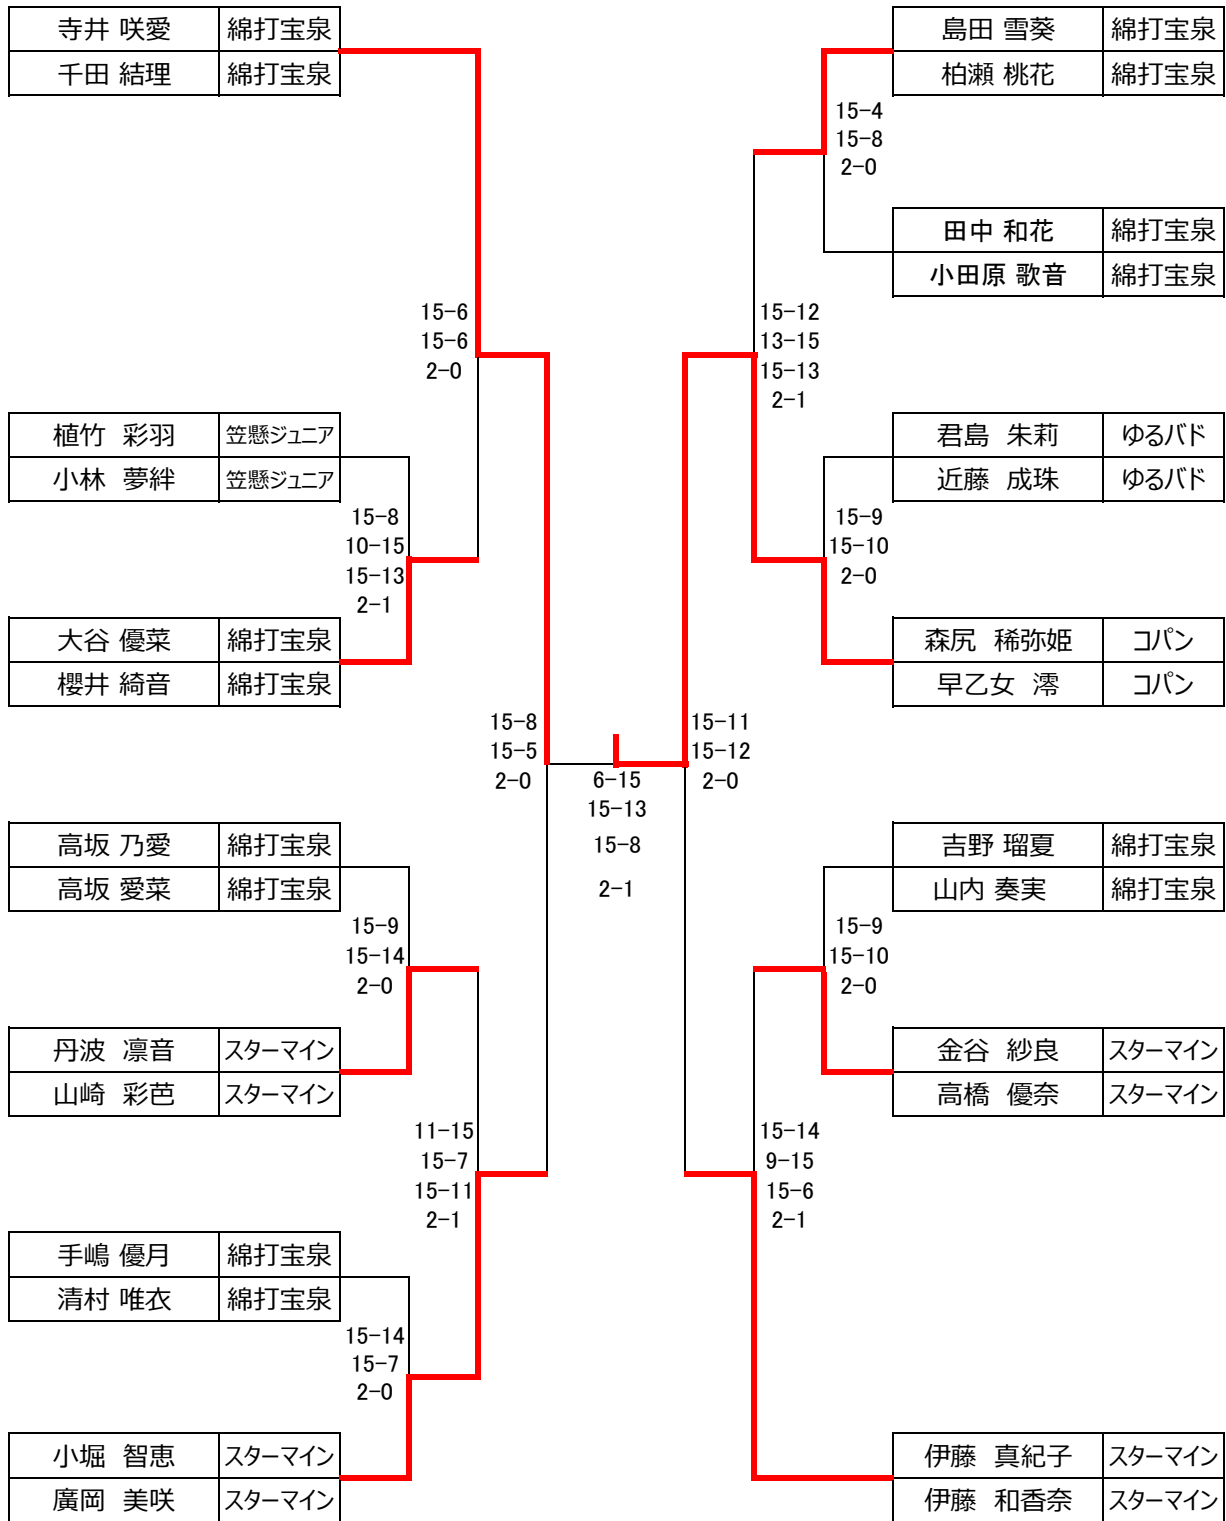 寺井 咲愛 綿打宝泉
千田 結理 綿打宝泉
15-6
15-6
2-0
植竹 彩羽 笠懸ジュニア
小林 夢絆 笠懸ジュニア
15-8
10-15
15-13
2-1
大谷 優菜 綿打宝泉
櫻井 綺音 綿打宝泉
15-8
15-5
2-0
高坂 乃愛 綿打宝泉
高坂 愛菜 綿打宝泉
15-9
15-14
2-0
丹波 凛音 スターマイン
山崎 彩芭 スターマイン
11-15
15-7
15-11
2-1
手嶋 優月 綿打宝泉
清村 唯衣 綿打宝泉
15-14
15-7
2-0
小堀 智恵 スターマイン
廣岡 美咲 スターマイン
6-15
15-13
15-8
2-1
島田 雪葵 綿打宝泉
柏瀬 桃花 綿打宝泉
15-4
15-8
2-0
田中 和花 綿打宝泉
小田原 歌音 綿打宝泉
15-12
13-15
15-13
2-1
君島 朱莉 ゆるバド
近藤 成珠 ゆるバド
15-9
15-10
2-0
森尻 稀弥姫 コパン
早乙女 澪 コパン
15-11
15-12
2-0
吉野 瑠夏 綿打宝泉
山内 奏実 綿打宝泉
15-9
15-10
2-0
金谷 紗良 スターマイン
高橋 優奈 スターマイン
15-14
9-15
15-6
2-1
伊藤 真紀子 スターマイン
伊藤 和香奈 スターマイン